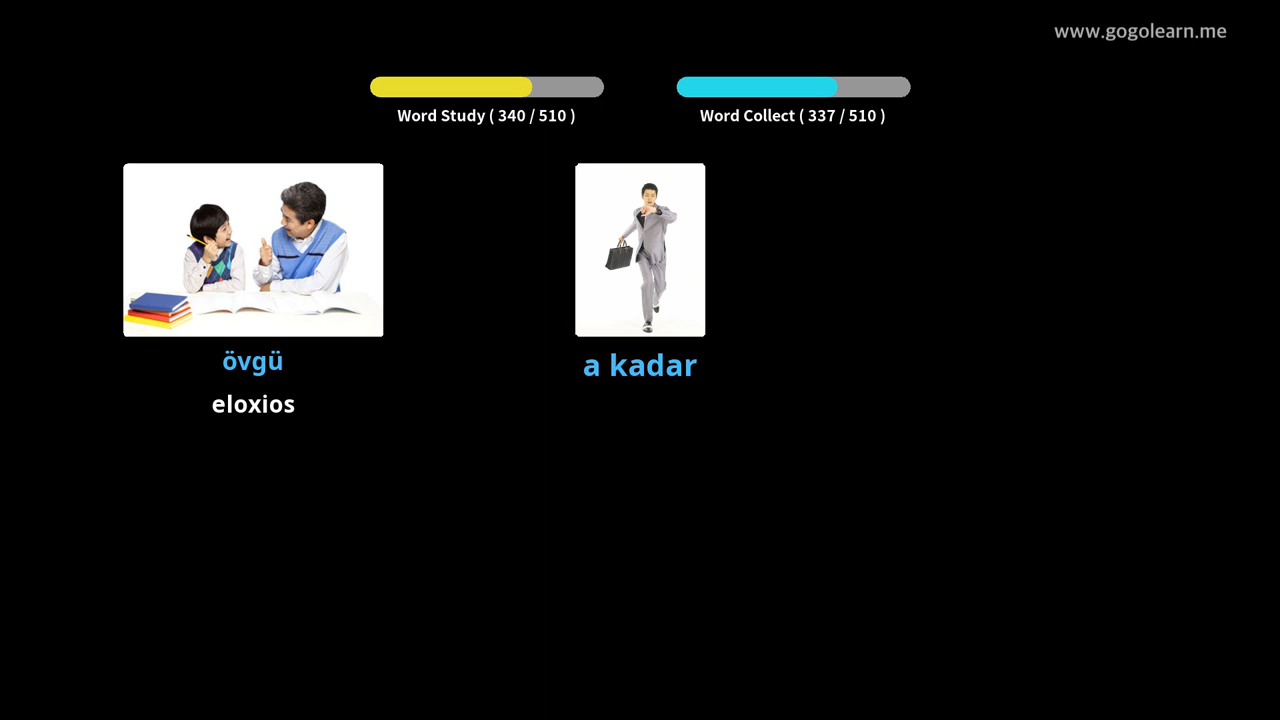 www.gogolearn.me
Word Study ( 340 / 510 )
Word Collect ( 337 / 510 )
övgü
eloxios
a kadar